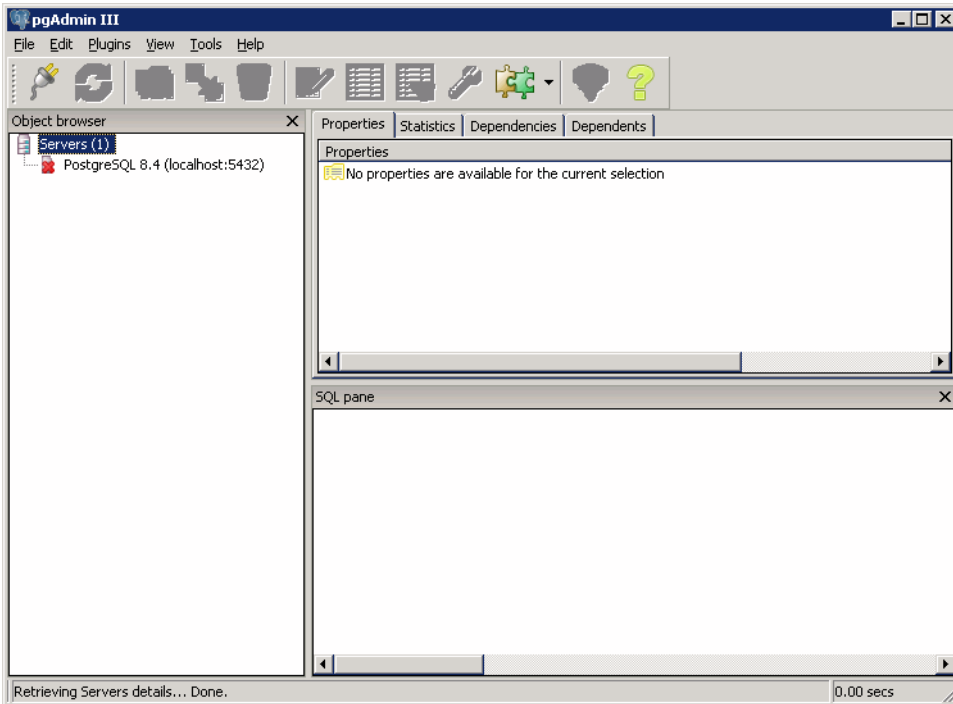 pgAdmin III
File Edit Plugins View Tools Help
Object browser
Servers (1)
PostgreSQL 8.4 (localhost:5432)
Properties Statistics Dependencies Dependents
Properties
No properties are available for the current selection
SQL pane
Retrieving Servers details... Done.
0.00 secs